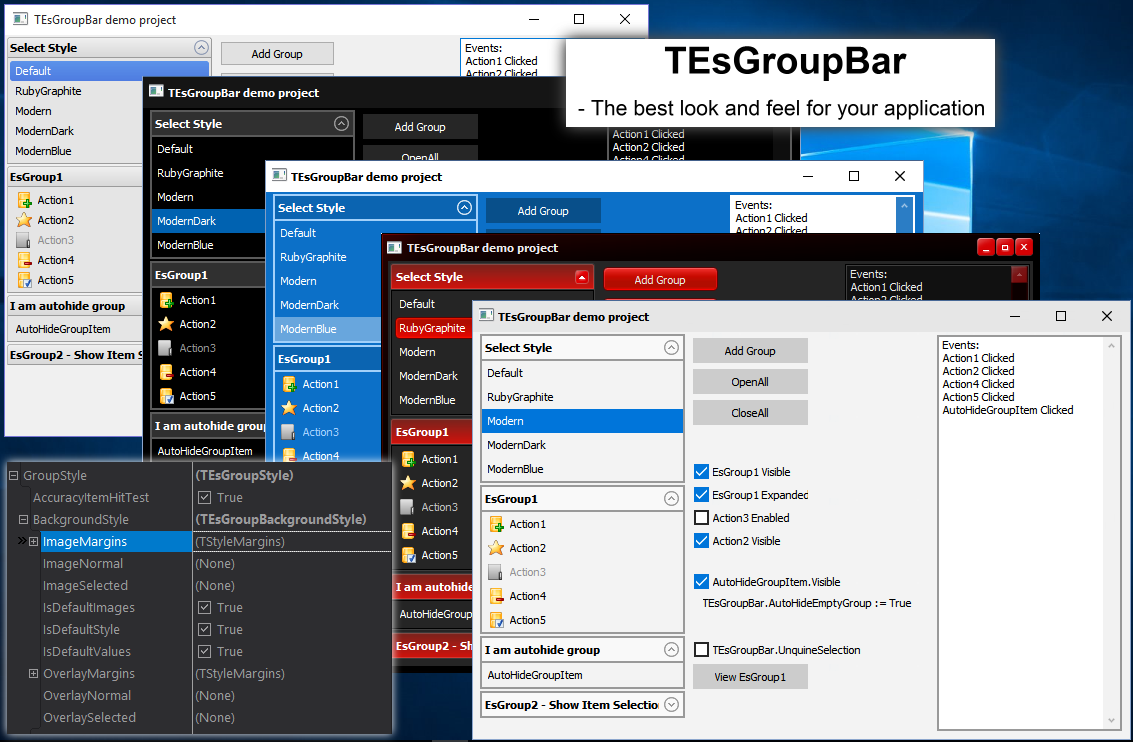 TEsGroupBar demo project
Select Style
Default
RubyGraphite
Modern
ModernDark
ModernBlue
EsGroup1
Action1
Action2
Action3
Action4
Action5
I am autohide group
AutoHideGroupItem
EsGroup2 - Show Item S
Add Group
Events:
Action1 Clicked
Action2 Clicked
TEsGroupBar
- The best look and feel for your application
TEsGroupBar demo project
Select Style
Default
RubyGraphite
Modern
ModernDark
ModernBlue
EsGroup1
Action1
Action2
Action3
Action4
Action5
I am autohide group
AutoHideGroupItem
Add Group
OpenAll
Action1 Clicked
Action2 Clicked
Action4 Clicked
TEsGroupBar demo project
Select Style
Default
RubyGraphite
Modern
ModernDark
ModernBlue
EsGroup1
Action1
Action2
Action3
Action4
Add Group
Events:
Action1 Clicked
Action2 Clicked
TEsGroupBar demo project
Select Style
Default
RubyGraphite
Modern
ModernDark
ModernBlue
EsGroup1
Action1
Action2
Action3
Action4
Action5
I am autohide
AutoHideGroup
EsGroup2 - Sh
Add Group
Events:
Action1 Clicked
Action2 Clicked
TEsGroupBar demo project
Select Style
Default
RubyGraphite
Modern
ModernDark
ModernBlue
EsGroup1
Action1
Action2
Action3
Action4
Action5
I am autohide group
AutoHideGroupItem
EsGroup2 - Show Item Selection
Add Group
OpenAll
CloseAll
EsGroup1 Visible
EsGroup1 Expanded
Action3 Enabled
Action2 Visible
AutoHideGroupItem.Visible
TEsGroupBar.AutoHideEmptyGroup := True
TEsGroupBar.UnquineSelection
View EsGroup1
Events:
Action1 Clicked
Action2 Clicked
Action4 Clicked
Action5 Clicked
AutoHideGroupItem Clicked
GroupStyle (TEsGroupStyle)
AccuracyItemHitTest True
BackgroundStyle (TEsGroupBackgroundStyle)
ImageMargins (TStyleMargins)
ImageNormal (None)
ImageSelected (None)
IsDefaultImages True
IsDefaultStyle True
IsDefaultValues True
OverlayMargins (TStyleMargins)
OverlayNormal (None)
OverlaySelected (None)